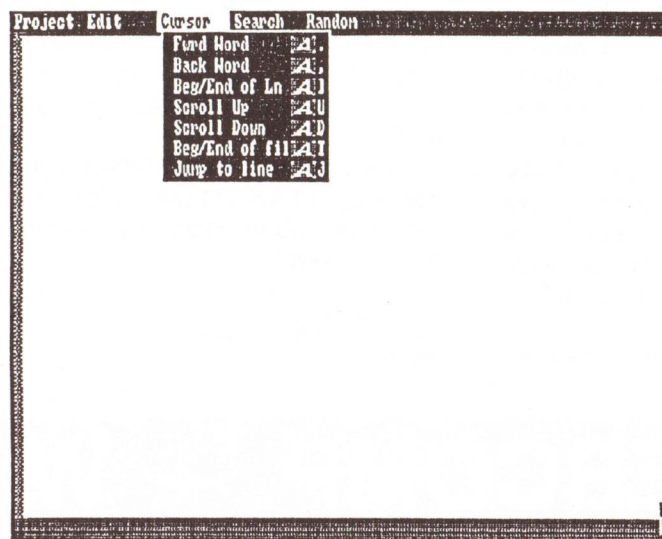 Project Edit Cursor Search Random
Fwrd Word A .
Back Word A ,
Beg/End of Ln A ]
Scroll Up A U
Scroll Down A D
Beg/End of fil A T
Jump to line A J